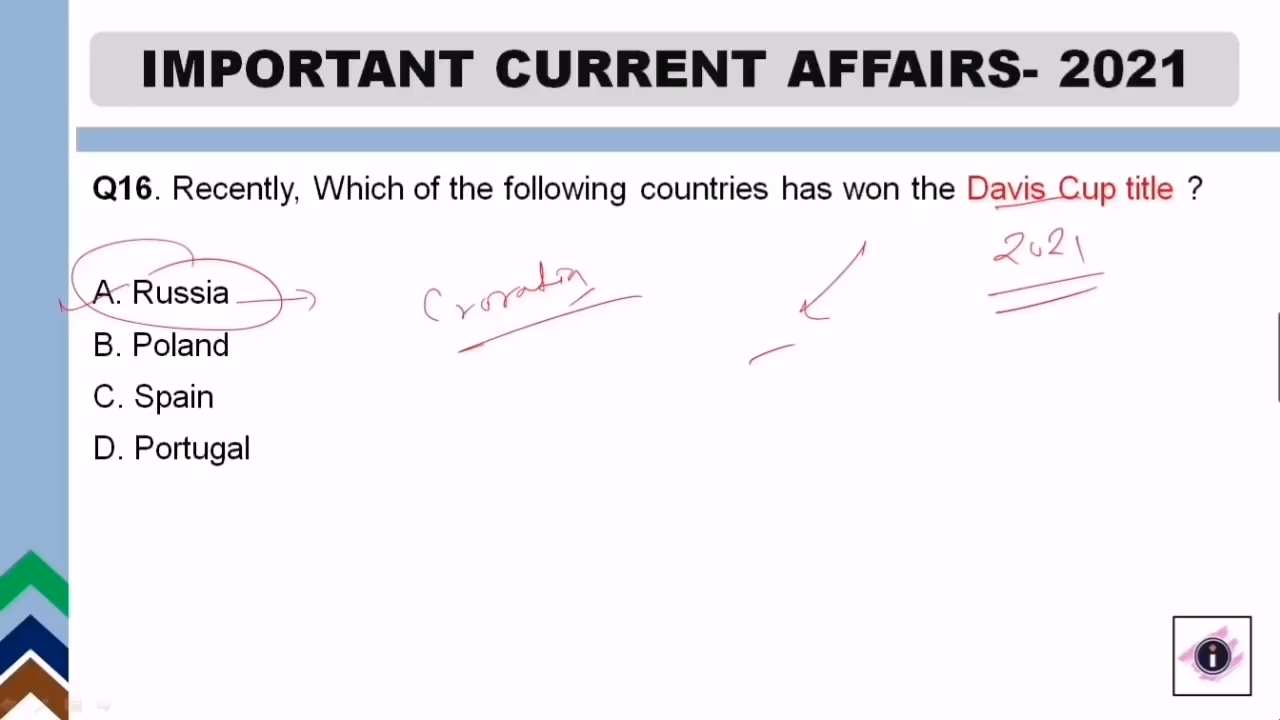 IMPORTANT CURRENT AFFAIRS- 2021
Q16. Recently, Which of the following countries has won the Davis Cup title ?
2021
A. Russia
Croratia
B. Poland
C. Spain
D. Portugal
i